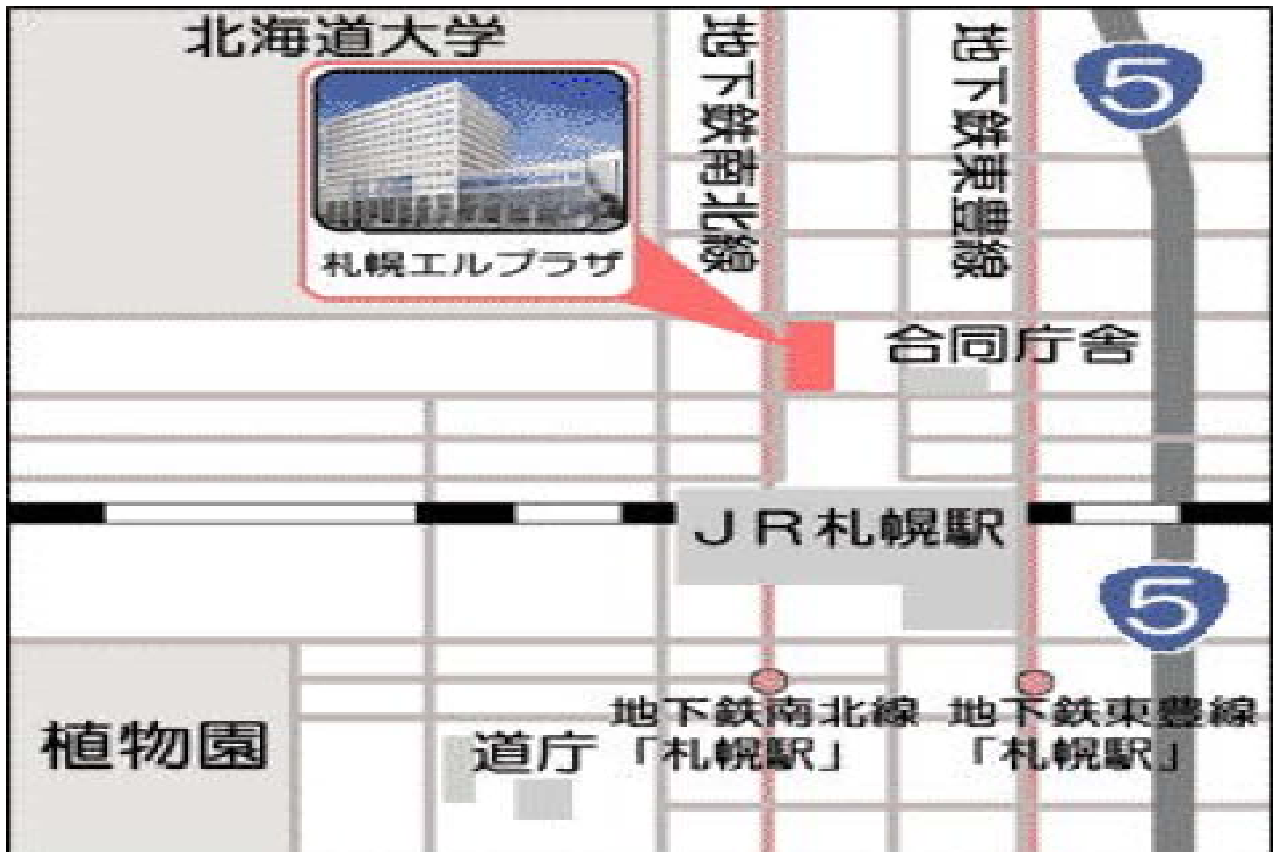 北海道大学
地下鉄南北線
地下鉄東豊線
5
札幌エルプラザ
合同庁舎
JR札幌駅
5
植物園
道庁
地下鉄南北線
「札幌駅」
地下鉄東豊線
「札幌駅」